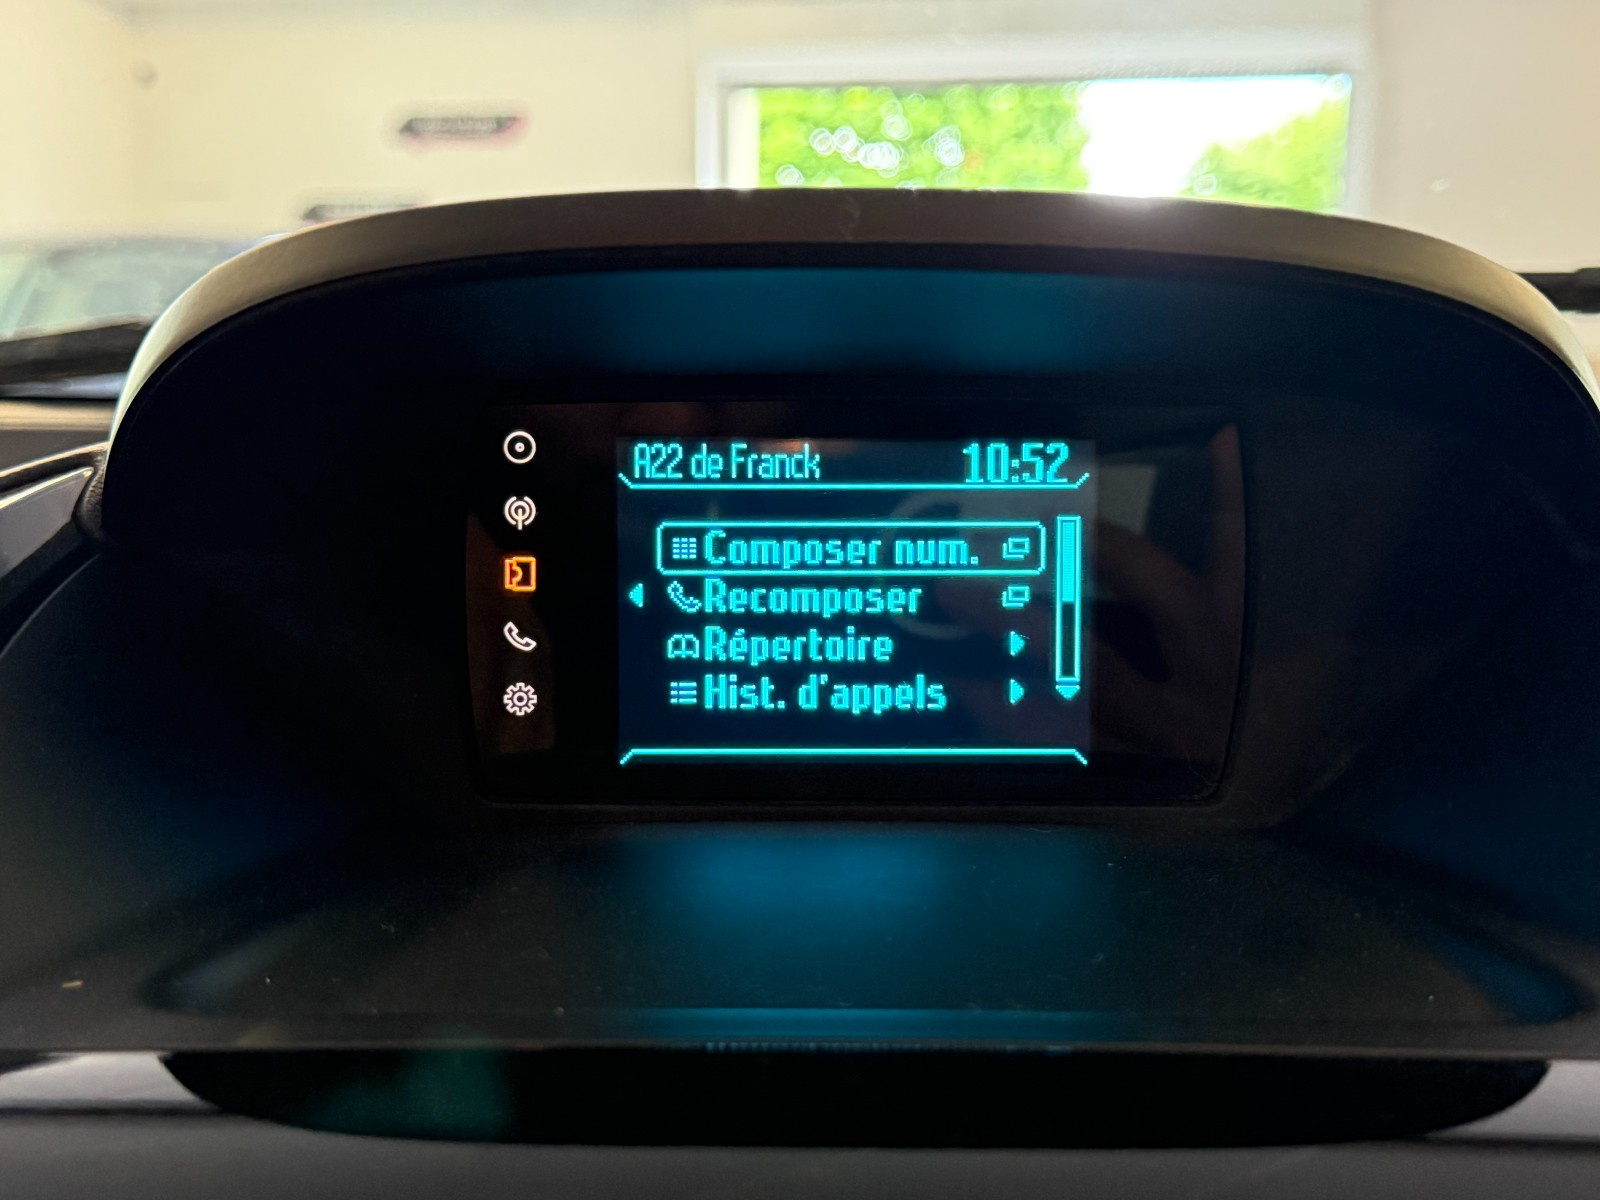 A22 de Franck 10:52
Composer num.
Recomposer
Répertoire
Hist. d'appels